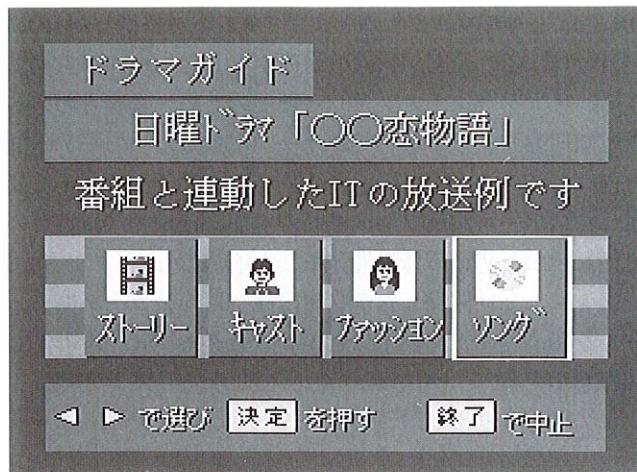 ドラマガイド
日曜ﾄﾞﾗﾏ「○○恋物語」
番組と連動したITの放送例です
ｽﾄｰﾘｰ ｷｬｽﾄ ﾌｧｯｼｮﾝ ｿﾝｸﾞ
◁ ▷ で選び 決定 を押す 終了 で中止